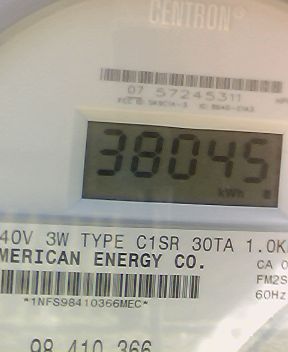 CENTRON®
07 57245311
38045
kWh
40V 3W TYPE C1SR 30TA 1.0K
MERICAN ENERGY CO.
CA 0
FM2S
60Hz
*1NFS98410366MEC*
98 410 366